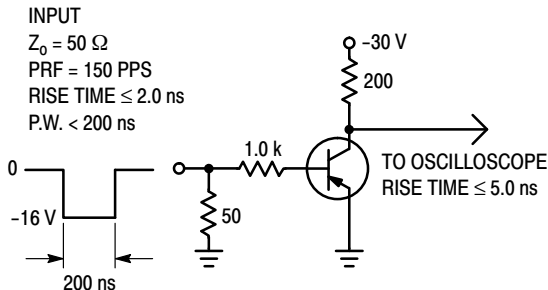 INPUT
Zo = 50 Ω
PRF = 150 PPS
RISE TIME ≤ 2.0 ns
P.W. < 200 ns
-30 V
200
1.0 k
TO OSCILLOSCOPE
RISE TIME ≤ 5.0 ns
0
-16 V
50
200 ns